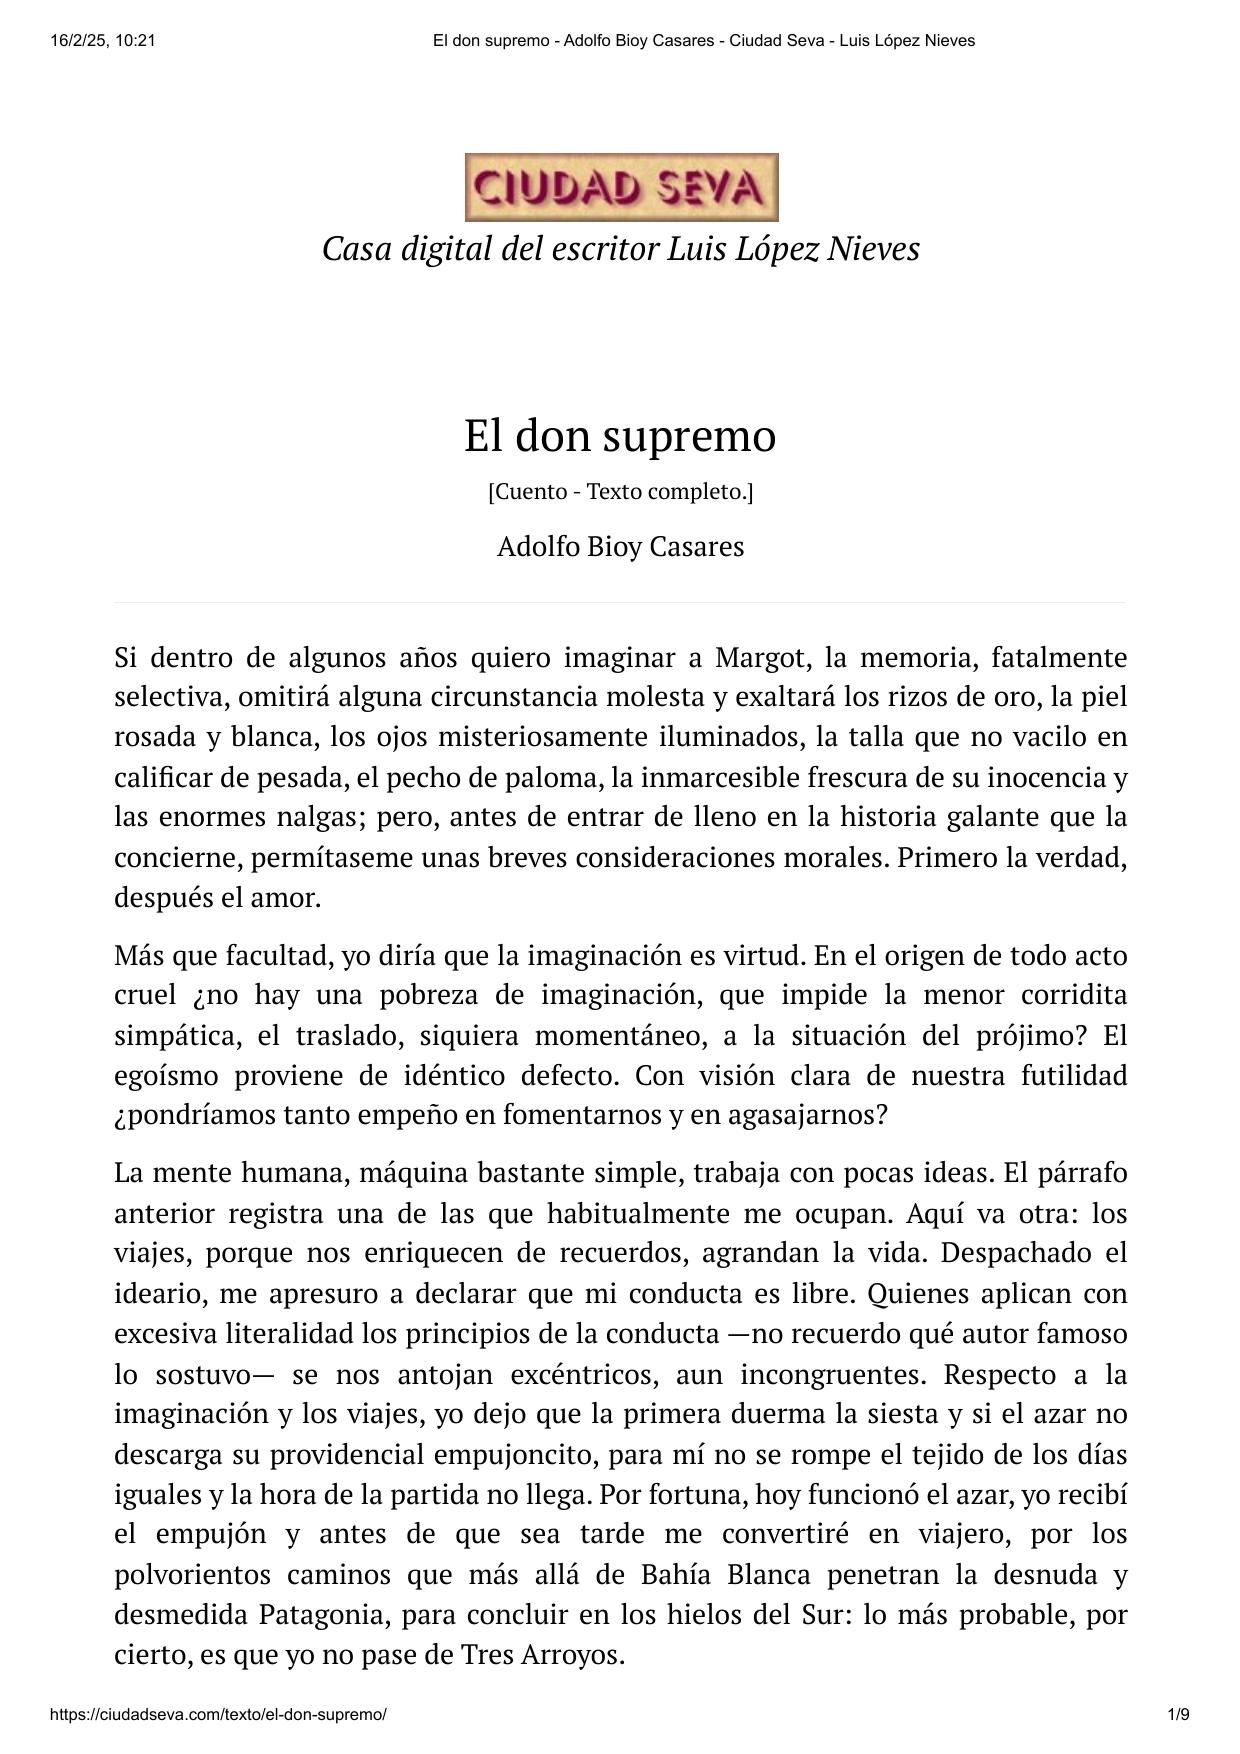 16/2/25, 10:21
El don supremo - Adolfo Bioy Casares - Ciudad Seva - Luis López Nieves
CIUDAD SEVA
Casa digital del escritor Luis López Nieves
El don supremo
[Cuento - Texto completo.]
Adolfo Bioy Casares
Si dentro de algunos años quiero imaginar a Margot, la memoria, fatalmente
selectiva, omitirá alguna circunstancia molesta y exaltará los rizos de oro, la piel
rosada y blanca, los ojos misteriosamente iluminados, la talla que no vacilo en
calificar de pesada, el pecho de paloma, la inmarcesible frescura de su inocencia y
las enormes nalgas; pero, antes de entrar de lleno en la historia galante que la
concierne, permítaseme unas breves consideraciones morales. Primero la verdad,
después el amor.
Más que facultad, yo diría que la imaginación es virtud. En el origen de todo acto
cruel ¿no hay una pobreza de imaginación, que impide la menor corridita
simpática, el traslado, siquiera momentáneo, a la situación del prójimo? El
egoísmo proviene de idéntico defecto. Con visión clara de nuestra futilidad
¿pondríamos tanto empeño en fomentarnos y en agasajarnos?
La mente humana, máquina bastante simple, trabaja con pocas ideas. El párrafo
anterior registra una de las que habitualmente me ocupan. Aquí va otra: los
viajes, porque nos enriquecen de recuerdos, agrandan la vida. Despachado el
ideario, me apresuro a declarar que mi conducta es libre. Quienes aplican con
excesiva literalidad los principios de la conducta —no recuerdo qué autor famoso
lo sostuvo— se nos antojan excéntricos, aun incongruentes. Respecto a la
imaginación y los viajes, yo dejo que la primera duerma la siesta y si el azar no
descarga su providencial empujoncito, para mí no se rompe el tejido de los días
iguales y la hora de la partida no llega. Por fortuna, hoy funcionó el azar, yo recibí
el empujón y antes de que sea tarde me convertiré en viajero, por los
polvorientos caminos que más allá de Bahía Blanca penetran la desnuda y
desmedida Patagonia, para concluir en los hielos del Sur: lo más probable, por
cierto, es que yo no pase de Tres Arroyos.
https://ciudadseva.com/texto/el-don-supremo/
1/9